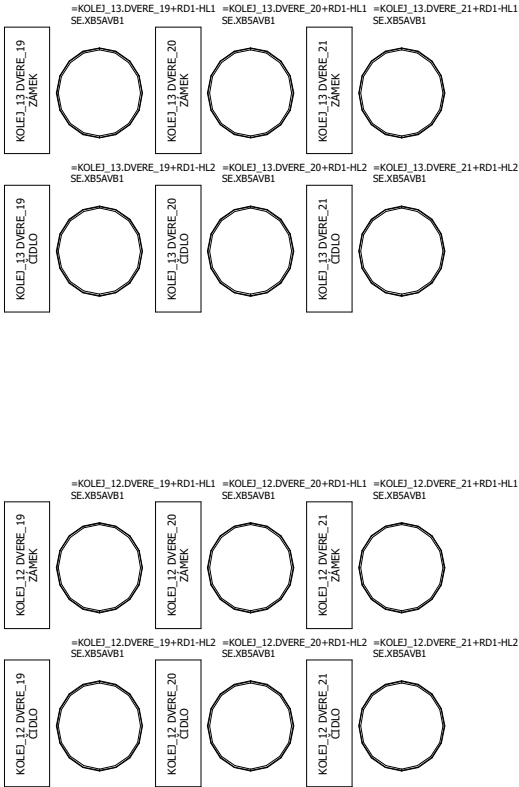 =KOLEJ_13.DVERE_19+RD1-HL1
SE.XB5AVB1
=KOLEJ_13.DVERE_20+RD1-HL1
SE.XB5AVB1
=KOLEJ_13.DVERE_21+RD1-HL1
SE.XB5AVB1
KOLEJ_13 DVERE_19
ZÁMEK
KOLEJ_13 DVERE_20
ZÁMEK
KOLEJ_13 DVERE_21
ZÁMEK
=KOLEJ_13.DVERE_19+RD1-HL2
SE.XB5AVB1
=KOLEJ_13.DVERE_20+RD1-HL2
SE.XB5AVB1
=KOLEJ_13.DVERE_21+RD1-HL2
SE.XB5AVB1
KOLEJ_13 DVERE_19
ČIDLO
KOLEJ_13 DVERE_20
ČIDLO
KOLEJ_13 DVERE_21
ČIDLO
=KOLEJ_12.DVERE_19+RD1-HL1
SE.XB5AVB1
=KOLEJ_12.DVERE_20+RD1-HL1
SE.XB5AVB1
=KOLEJ_12.DVERE_21+RD1-HL1
SE.XB5AVB1
KOLEJ_12 DVERE_19
ZÁMEK
KOLEJ_12 DVERE_20
ZÁMEK
KOLEJ_12 DVERE_21
ZÁMEK
=KOLEJ_12.DVERE_19+RD1-HL2
SE.XB5AVB1
=KOLEJ_12.DVERE_20+RD1-HL2
SE.XB5AVB1
=KOLEJ_12.DVERE_21+RD1-HL2
SE.XB5AVB1
KOLEJ_12 DVERE_19
ČIDLO
KOLEJ_12 DVERE_20
ČIDLO
KOLEJ_12 DVERE_21
ČIDLO